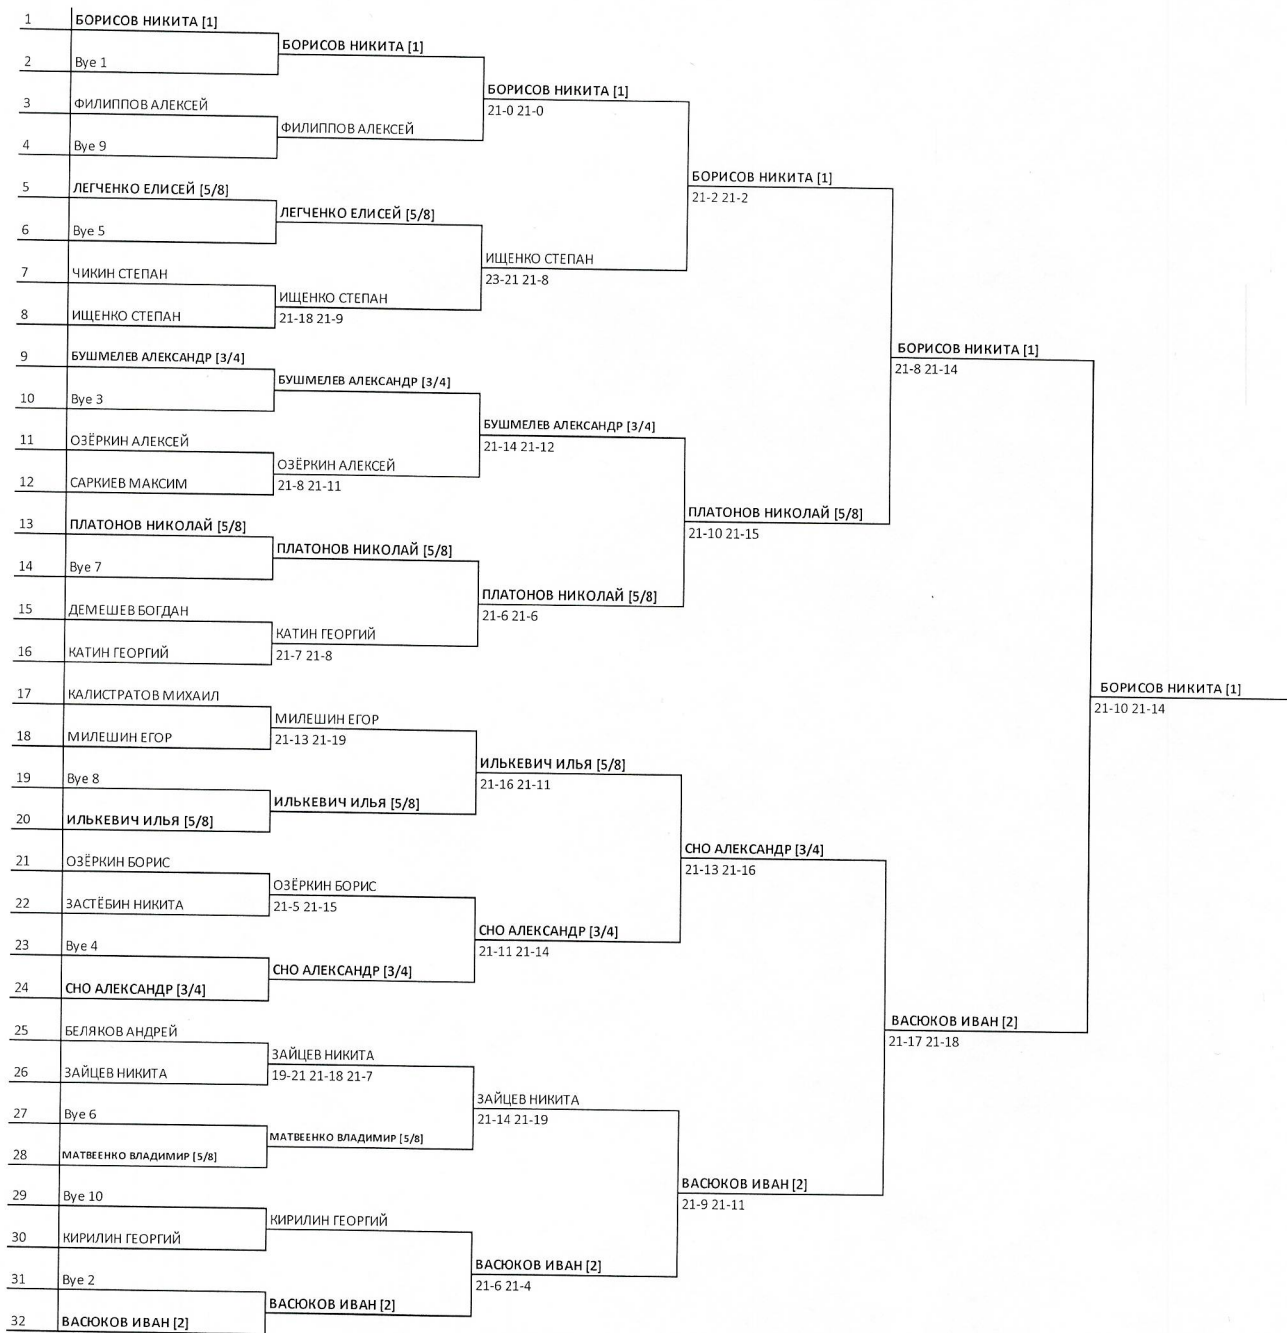 1 БОРИСОВ НИКИТА [1]
БОРИСОВ НИКИТА [1]
2 Bye 1
БОРИСОВ НИКИТА [1]
21-0 21-0
3 ФИЛИППОВ АЛЕКСЕЙ
ФИЛИППОВ АЛЕКСЕЙ
4 Bye 9
БОРИСОВ НИКИТА [1]
21-2 21-2
5 ЛЕГЧЕНКО ЕЛИСЕЙ [5/8]
ЛЕГЧЕНКО ЕЛИСЕЙ [5/8]
6 Bye 5
ИЩЕНКО СТЕПАН
23-21 21-8
7 ЧИКИН СТЕПАН
ИЩЕНКО СТЕПАН
21-18 21-9
8 ИЩЕНКО СТЕПАН
БОРИСОВ НИКИТА [1]
21-8 21-14
9 БУШМЕЛЕВ АЛЕКСАНДР [3/4]
БУШМЕЛЕВ АЛЕКСАНДР [3/4]
10 Bye 3
БУШМЕЛЕВ АЛЕКСАНДР [3/4]
21-14 21-12
11 ОЗЁРКИН АЛЕКСЕЙ
ОЗЁРКИН АЛЕКСЕЙ
21-8 21-11
12 САРКИЕВ МАКСИМ
ПЛАТОНОВ НИКОЛАЙ [5/8]
21-10 21-15
13 ПЛАТОНОВ НИКОЛАЙ [5/8]
ПЛАТОНОВ НИКОЛАЙ [5/8]
14 Bye 7
ПЛАТОНОВ НИКОЛАЙ [5/8]
21-6 21-6
15 ДЕМЕШЕВ БОГДАН
КАТИН ГЕОРГИЙ
21-7 21-8
16 КАТИН ГЕОРГИЙ
БОРИСОВ НИКИТА [1]
21-10 21-14
17 КАЛИСТРАТОВ МИХАИЛ
МИЛЕШИН ЕГОР
21-13 21-19
18 МИЛЕШИН ЕГОР
ИЛЬКЕВИЧ ИЛЬЯ [5/8]
21-16 21-11
19 Bye 8
ИЛЬКЕВИЧ ИЛЬЯ [5/8]
20 ИЛЬКЕВИЧ ИЛЬЯ [5/8]
СНО АЛЕКСАНДР [3/4]
21-13 21-16
21 ОЗЁРКИН БОРИС
ОЗЁРКИН БОРИС
21-5 21-15
22 ЗАСТЁБИН НИКИТА
СНО АЛЕКСАНДР [3/4]
21-11 21-14
23 Bye 4
СНО АЛЕКСАНДР [3/4]
24 СНО АЛЕКСАНДР [3/4]
ВАСЮКОВ ИВАН [2]
21-17 21-18
25 БЕЛЯКОВ АНДРЕЙ
ЗАЙЦЕВ НИКИТА
19-21 21-18 21-7
26 ЗАЙЦЕВ НИКИТА
ЗАЙЦЕВ НИКИТА
21-14 21-19
27 Bye 6
МАТВЕЕНКО ВЛАДИМИР [5/8]
28 МАТВЕЕНКО ВЛАДИМИР [5/8]
ВАСЮКОВ ИВАН [2]
21-9 21-11
29 Bye 10
КИРИЛИН ГЕОРГИЙ
30 КИРИЛИН ГЕОРГИЙ
ВАСЮКОВ ИВАН [2]
21-6 21-4
31 Bye 2
ВАСЮКОВ ИВАН [2]
32 ВАСЮКОВ ИВАН [2]